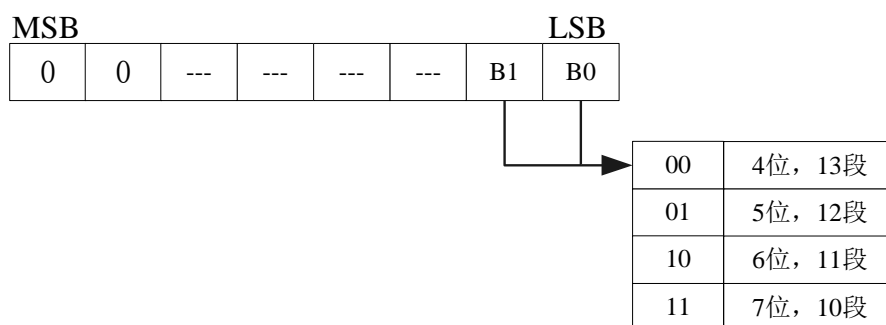 MSB LSB
0 0 --- --- --- --- B1 B0
00 4位，13段
01 5位，12段
10 6位，11段
11 7位，10段